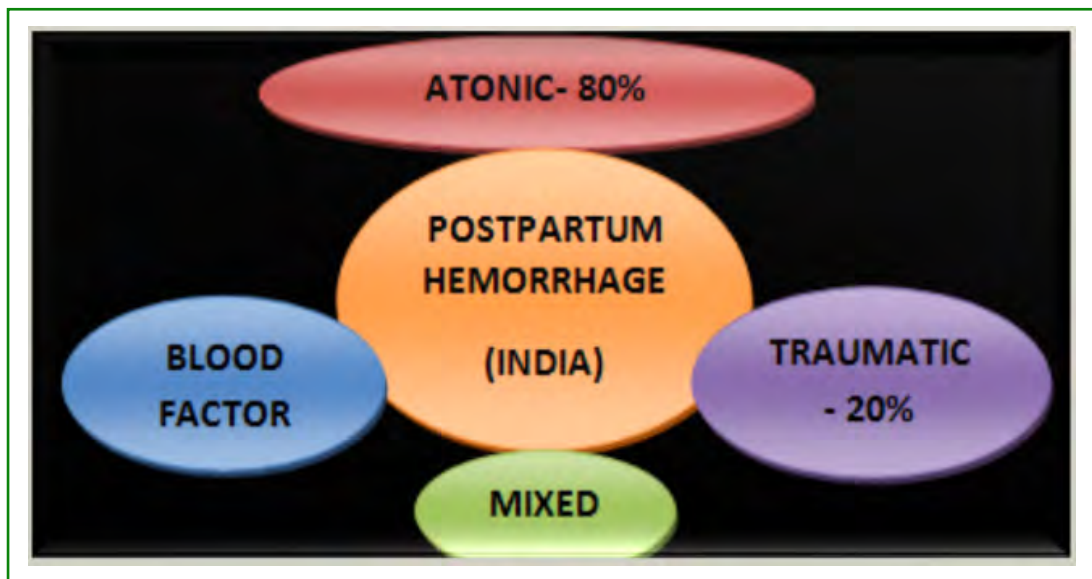 ATONIC- 80%
POSTPARTUM
HEMORRHAGE
(INDIA)
BLOOD
FACTOR
TRAUMATIC
- 20%
MIXED